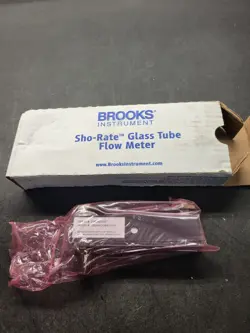 BROOKS®
INSTRUMENT
Sho-Rate™ Glass Tube
Flow Meter
www.BrooksInstrument.com